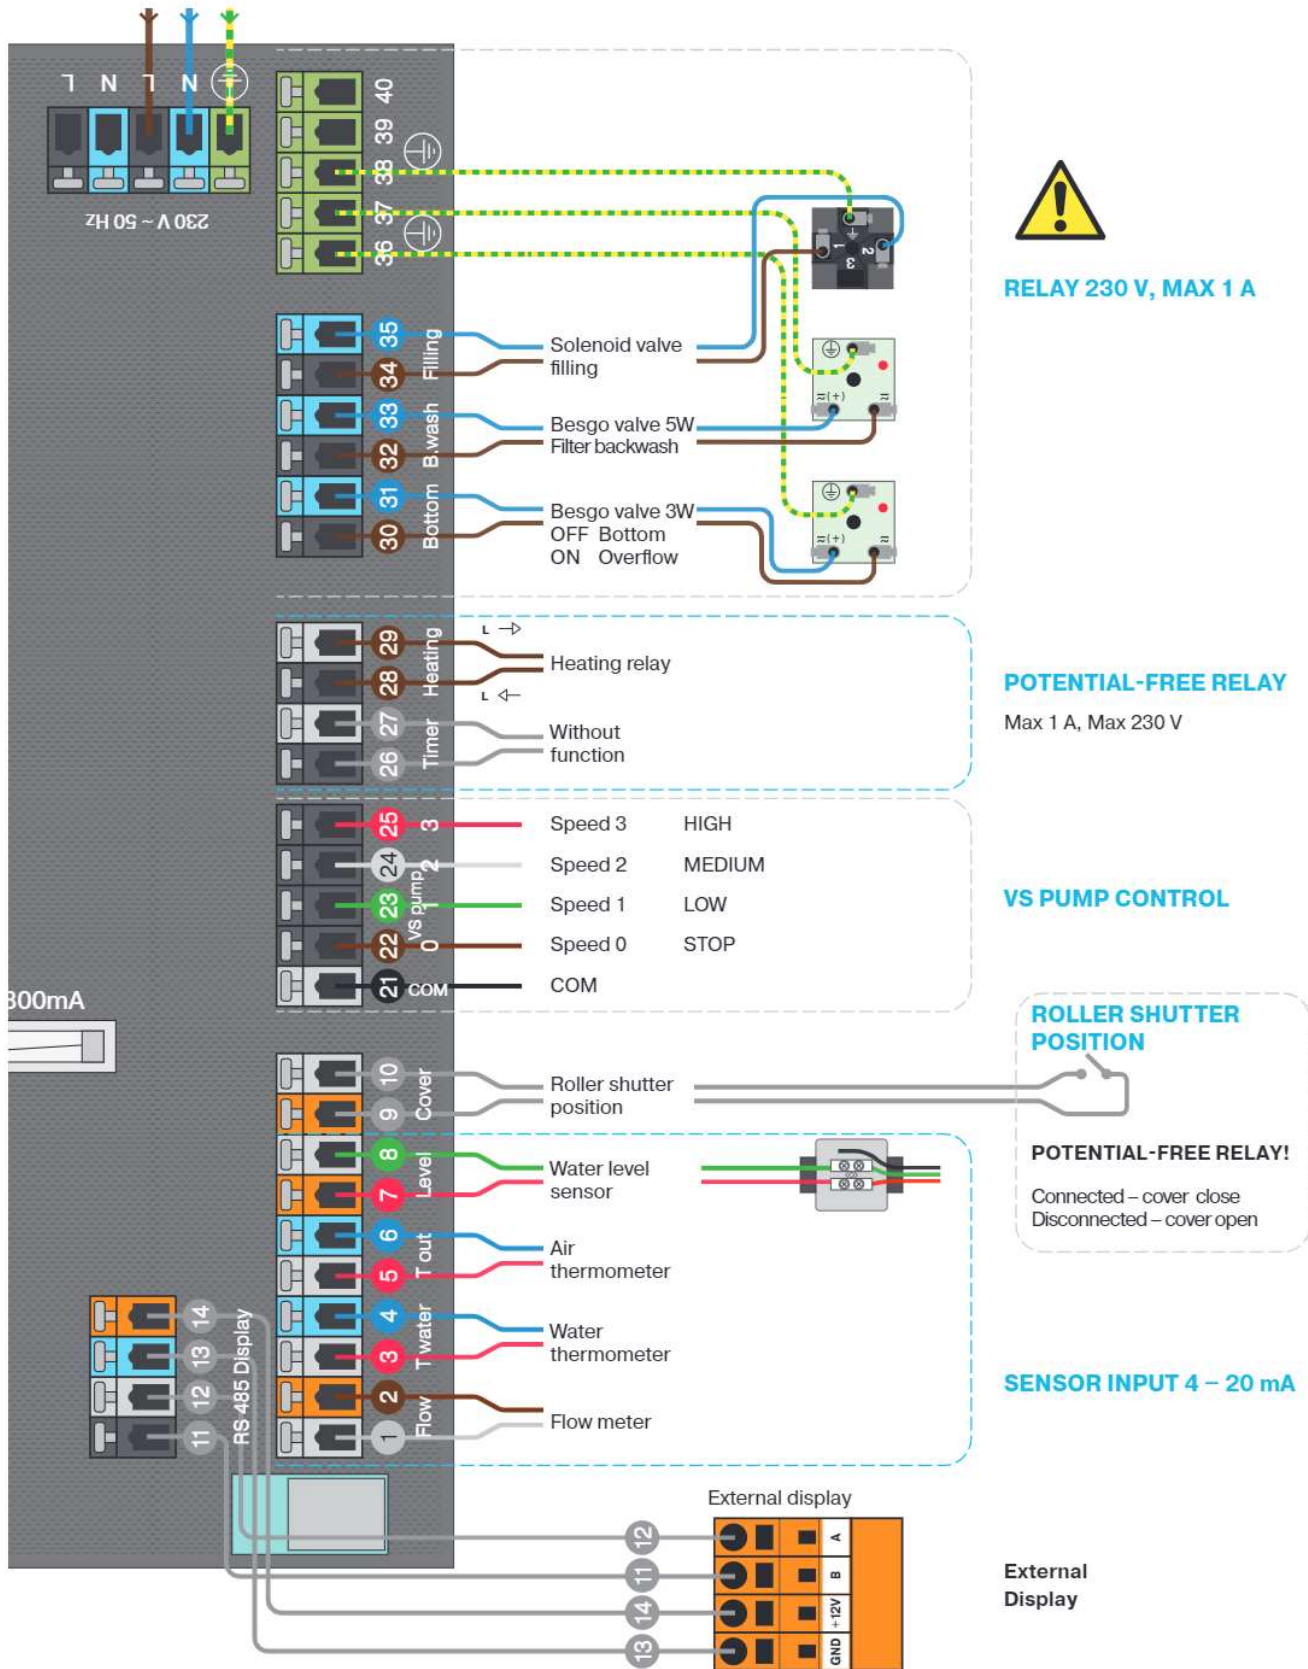 L N L N
230 V ~ 50 Hz
40
39
38
37
36
RELAY 230 V, MAX 1 A
1 2 3
35
34
Filling
Solenoid valve
filling
33
32
B.wash
Besgo valve 5W
Filter backwash
≂(+) ≂
31
30
Bottom
Besgo valve 3W
OFF Bottom
ON Overflow
≂(+) ≂
29
28
Heating
L
Heating relay
L
27
26
Timer
Without
function
POTENTIAL-FREE RELAY
Max 1 A, Max 230 V
25 3 Speed 3 HIGH
24 2 Speed 2 MEDIUM
23 1 Speed 1 LOW
22 0 Speed 0 STOP
21 COM COM
VS pump
VS PUMP CONTROL
300mA
10
9
Cover
Roller shutter
position
ROLLER SHUTTER
POSITION
POTENTIAL-FREE RELAY!
Connected – cover close
Disconnected – cover open
8
7
Level
Water level
sensor
6
5
T out
Air
thermometer
4
3
T water
Water
thermometer
2
1
Flow
Flow meter
SENSOR INPUT 4 – 20 mA
14
13
12
11
RS 485 Display
External display
12 A
11 B
14 +12V
13 GND
External
Display